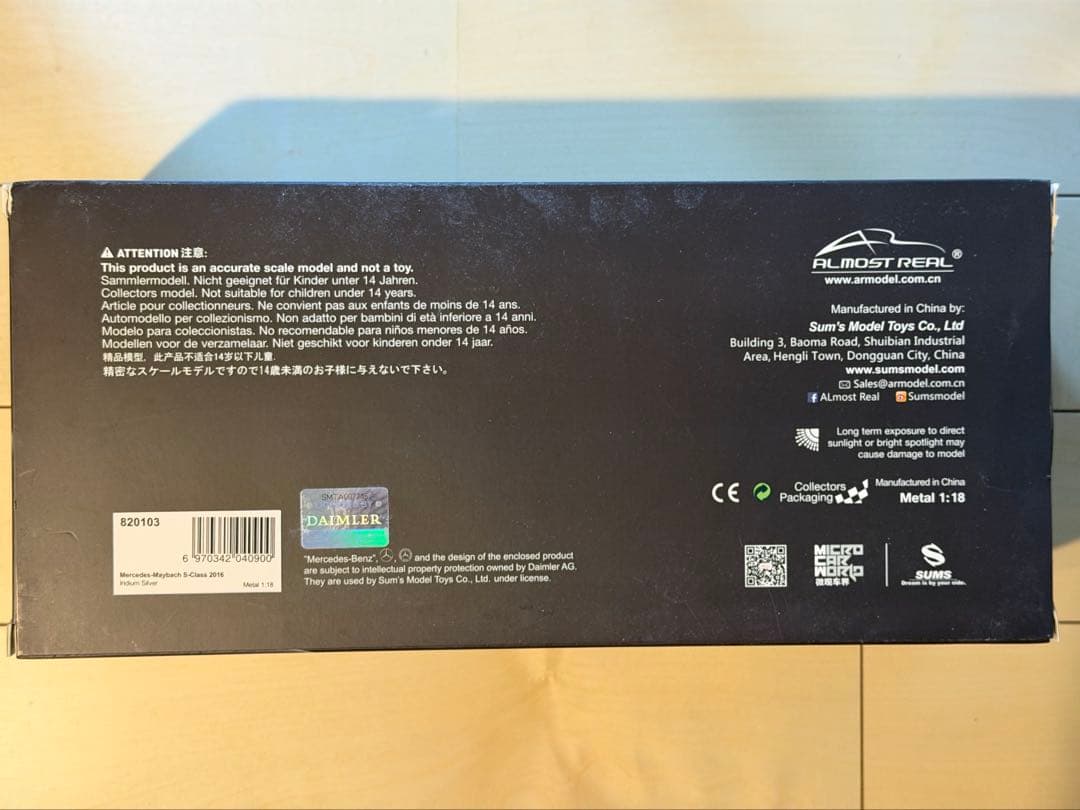 ATTENTION 注意:
This product is an accurate scale model and not a toy.
Sammlermodell. Nicht geeignet für Kinder unter 14 Jahren.
Collectors model. Not suitable for children under 14 years.
Article pour collectionneurs. Ne convient pas aux enfants de moins de 14 ans.
Automodello per collezionismo. Non adatto per bambini di età inferiore a 14 anni.
Modelo para coleccionistas. No recomendable para niños menores de 14 años.
Modellen voor de verzamelaar. Niet geschikt voor kinderen onder 14 jaar.
精品模型，此产品不适合14岁以下儿童.
精密なスケールモデルですので14歳未満のお子様に与えないで下さい。
ALMOST REAL®
www.armodel.com.cn
Manufactured in China by:
Sum's Model Toys Co., Ltd
Building 3, Baoma Road, Shuibian Industrial
Area, Hengli Town, Dongguan City, China
www.sumsmodel.com
Sales@armodel.com.cn
f ALmost Real Sumsmodel
Long term exposure to direct
sunlight or bright spotlight may
cause damage to model
CE Collectors Packaging
Manufactured in China
Metal 1:18
820103
6 970342 040900
Mercedes-Maybach S-Class 2016
Iridium Silver Metal 1:18
DAIMLER
"Mercedes-Benz", , and the design of the enclosed product
are subject to intellectual property protection owned by Daimler AG.
They are used by Sum's Model Toys Co., Ltd. under license.
MICRO
CAR
WORLD
微观车界
SUMS
Dream is by your side.